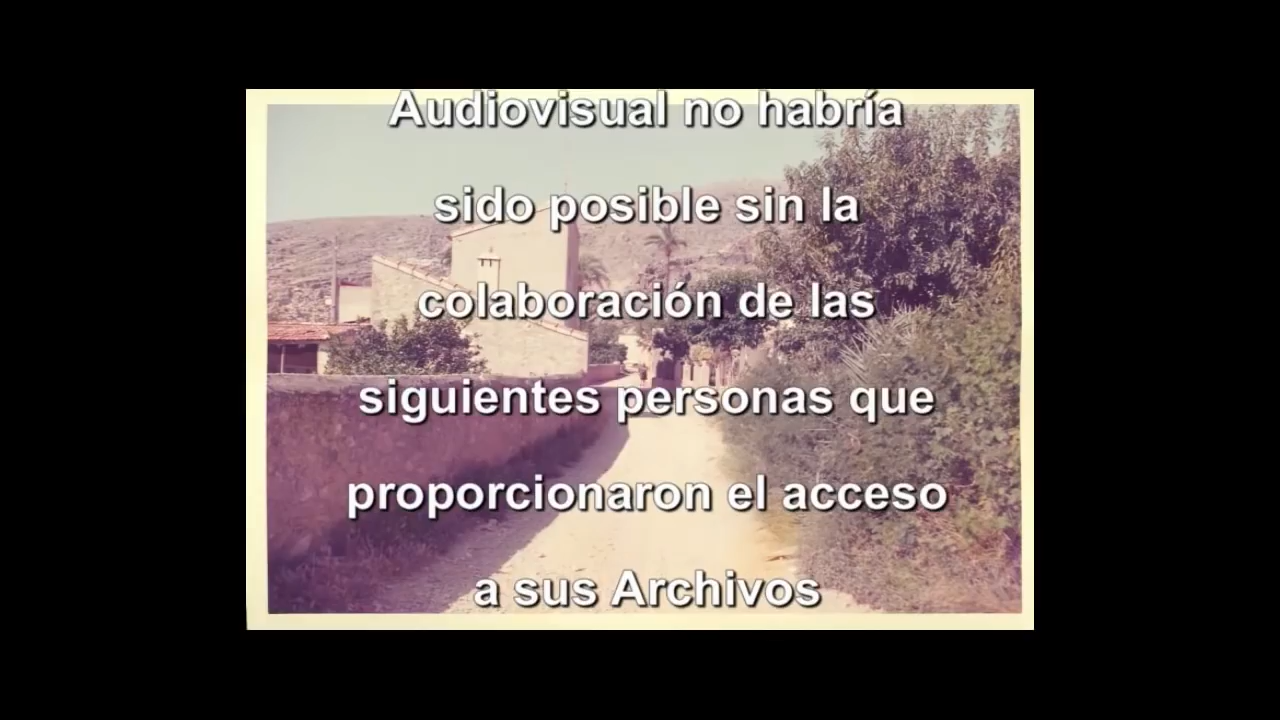 Audiovisual no habría
sido posible sin la
colaboración de las
siguientes personas que
proporcionaron el acceso
a sus Archivos